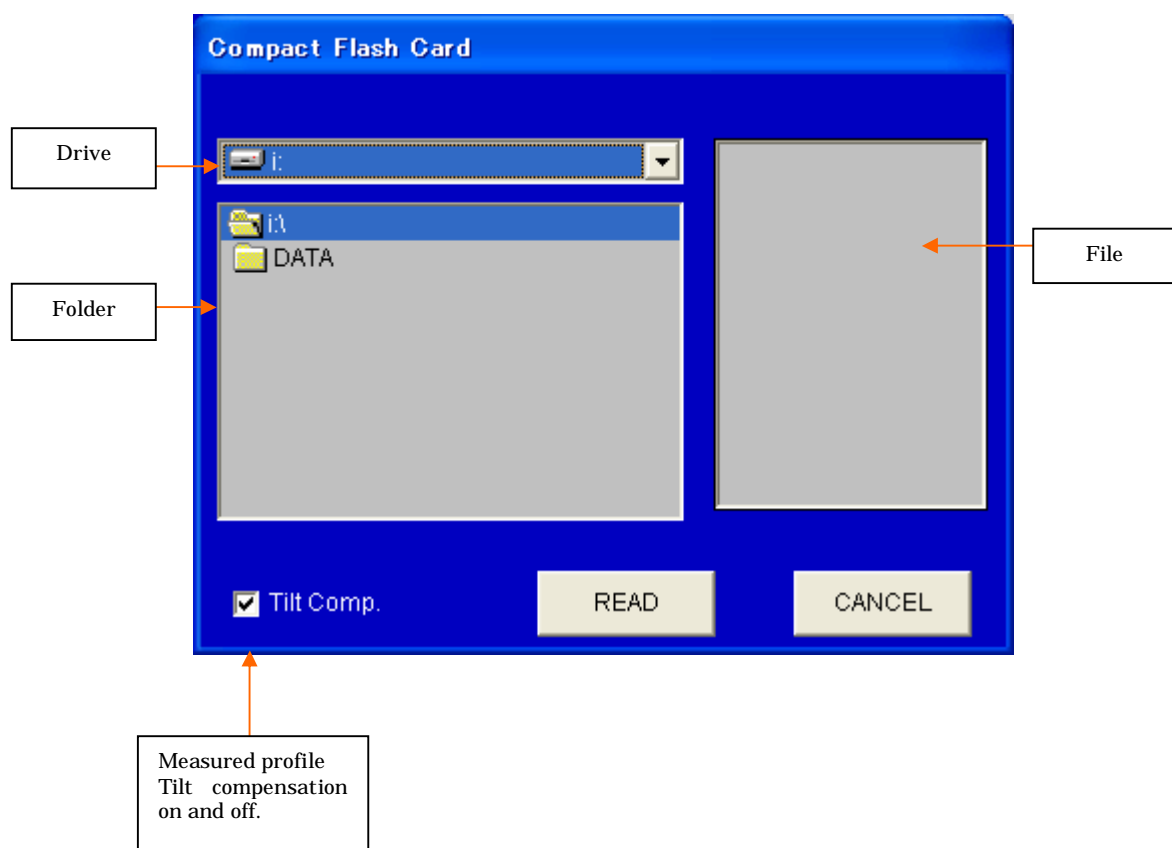 Compact Flash Card
Drive
i:
i:\
DATA
File
Folder
Tilt Comp.
READ
CANCEL
Measured profile
Tilt compensation
on and off.